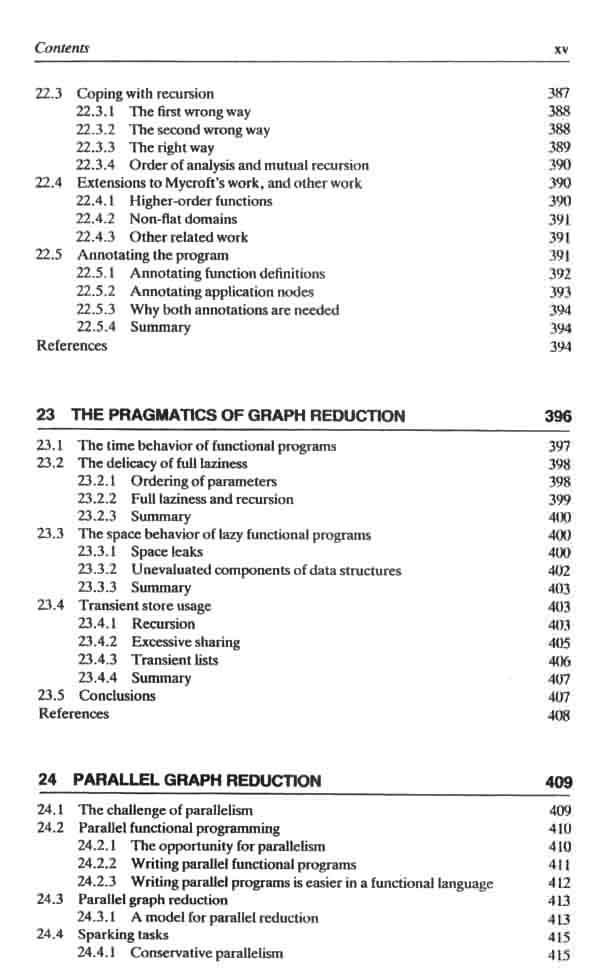 Contents xv
22.3 Coping with recursion 387
22.3.1 The first wrong way 388
22.3.2 The second wrong way 388
22.3.3 The right way 389
22.3.4 Order of analysis and mutual recursion 390
22.4 Extensions to Mycroft's work, and other work 390
22.4.1 Higher-order functions 390
22.4.2 Non-flat domains 391
22.4.3 Other related work 391
22.5 Annotating the program 391
22.5.1 Annotating function definitions 392
22.5.2 Annotating application nodes 393
22.5.3 Why both annotations are needed 394
22.5.4 Summary 394
References 394
23 THE PRAGMATICS OF GRAPH REDUCTION 396
23.1 The time behavior of functional programs 397
23.2 The delicacy of full laziness 398
23.2.1 Ordering of parameters 398
23.2.2 Full laziness and recursion 399
23.2.3 Summary 400
23.3 The space behavior of lazy functional programs 400
23.3.1 Space leaks 400
23.3.2 Unevaluated components of data structures 402
23.3.3 Summary 403
23.4 Transient store usage 403
23.4.1 Recursion 403
23.4.2 Excessive sharing 405
23.4.3 Transient lists 406
23.4.4 Summary 407
23.5 Conclusions 407
References 408
24 PARALLEL GRAPH REDUCTION 409
24.1 The challenge of parallelism 409
24.2 Parallel functional programming 410
24.2.1 The opportunity for parallelism 410
24.2.2 Writing parallel functional programs 411
24.2.3 Writing parallel programs is easier in a functional language 412
24.3 Parallel graph reduction 413
24.3.1 A model for parallel reduction 413
24.4 Sparking tasks 415
24.4.1 Conservative parallelism 415